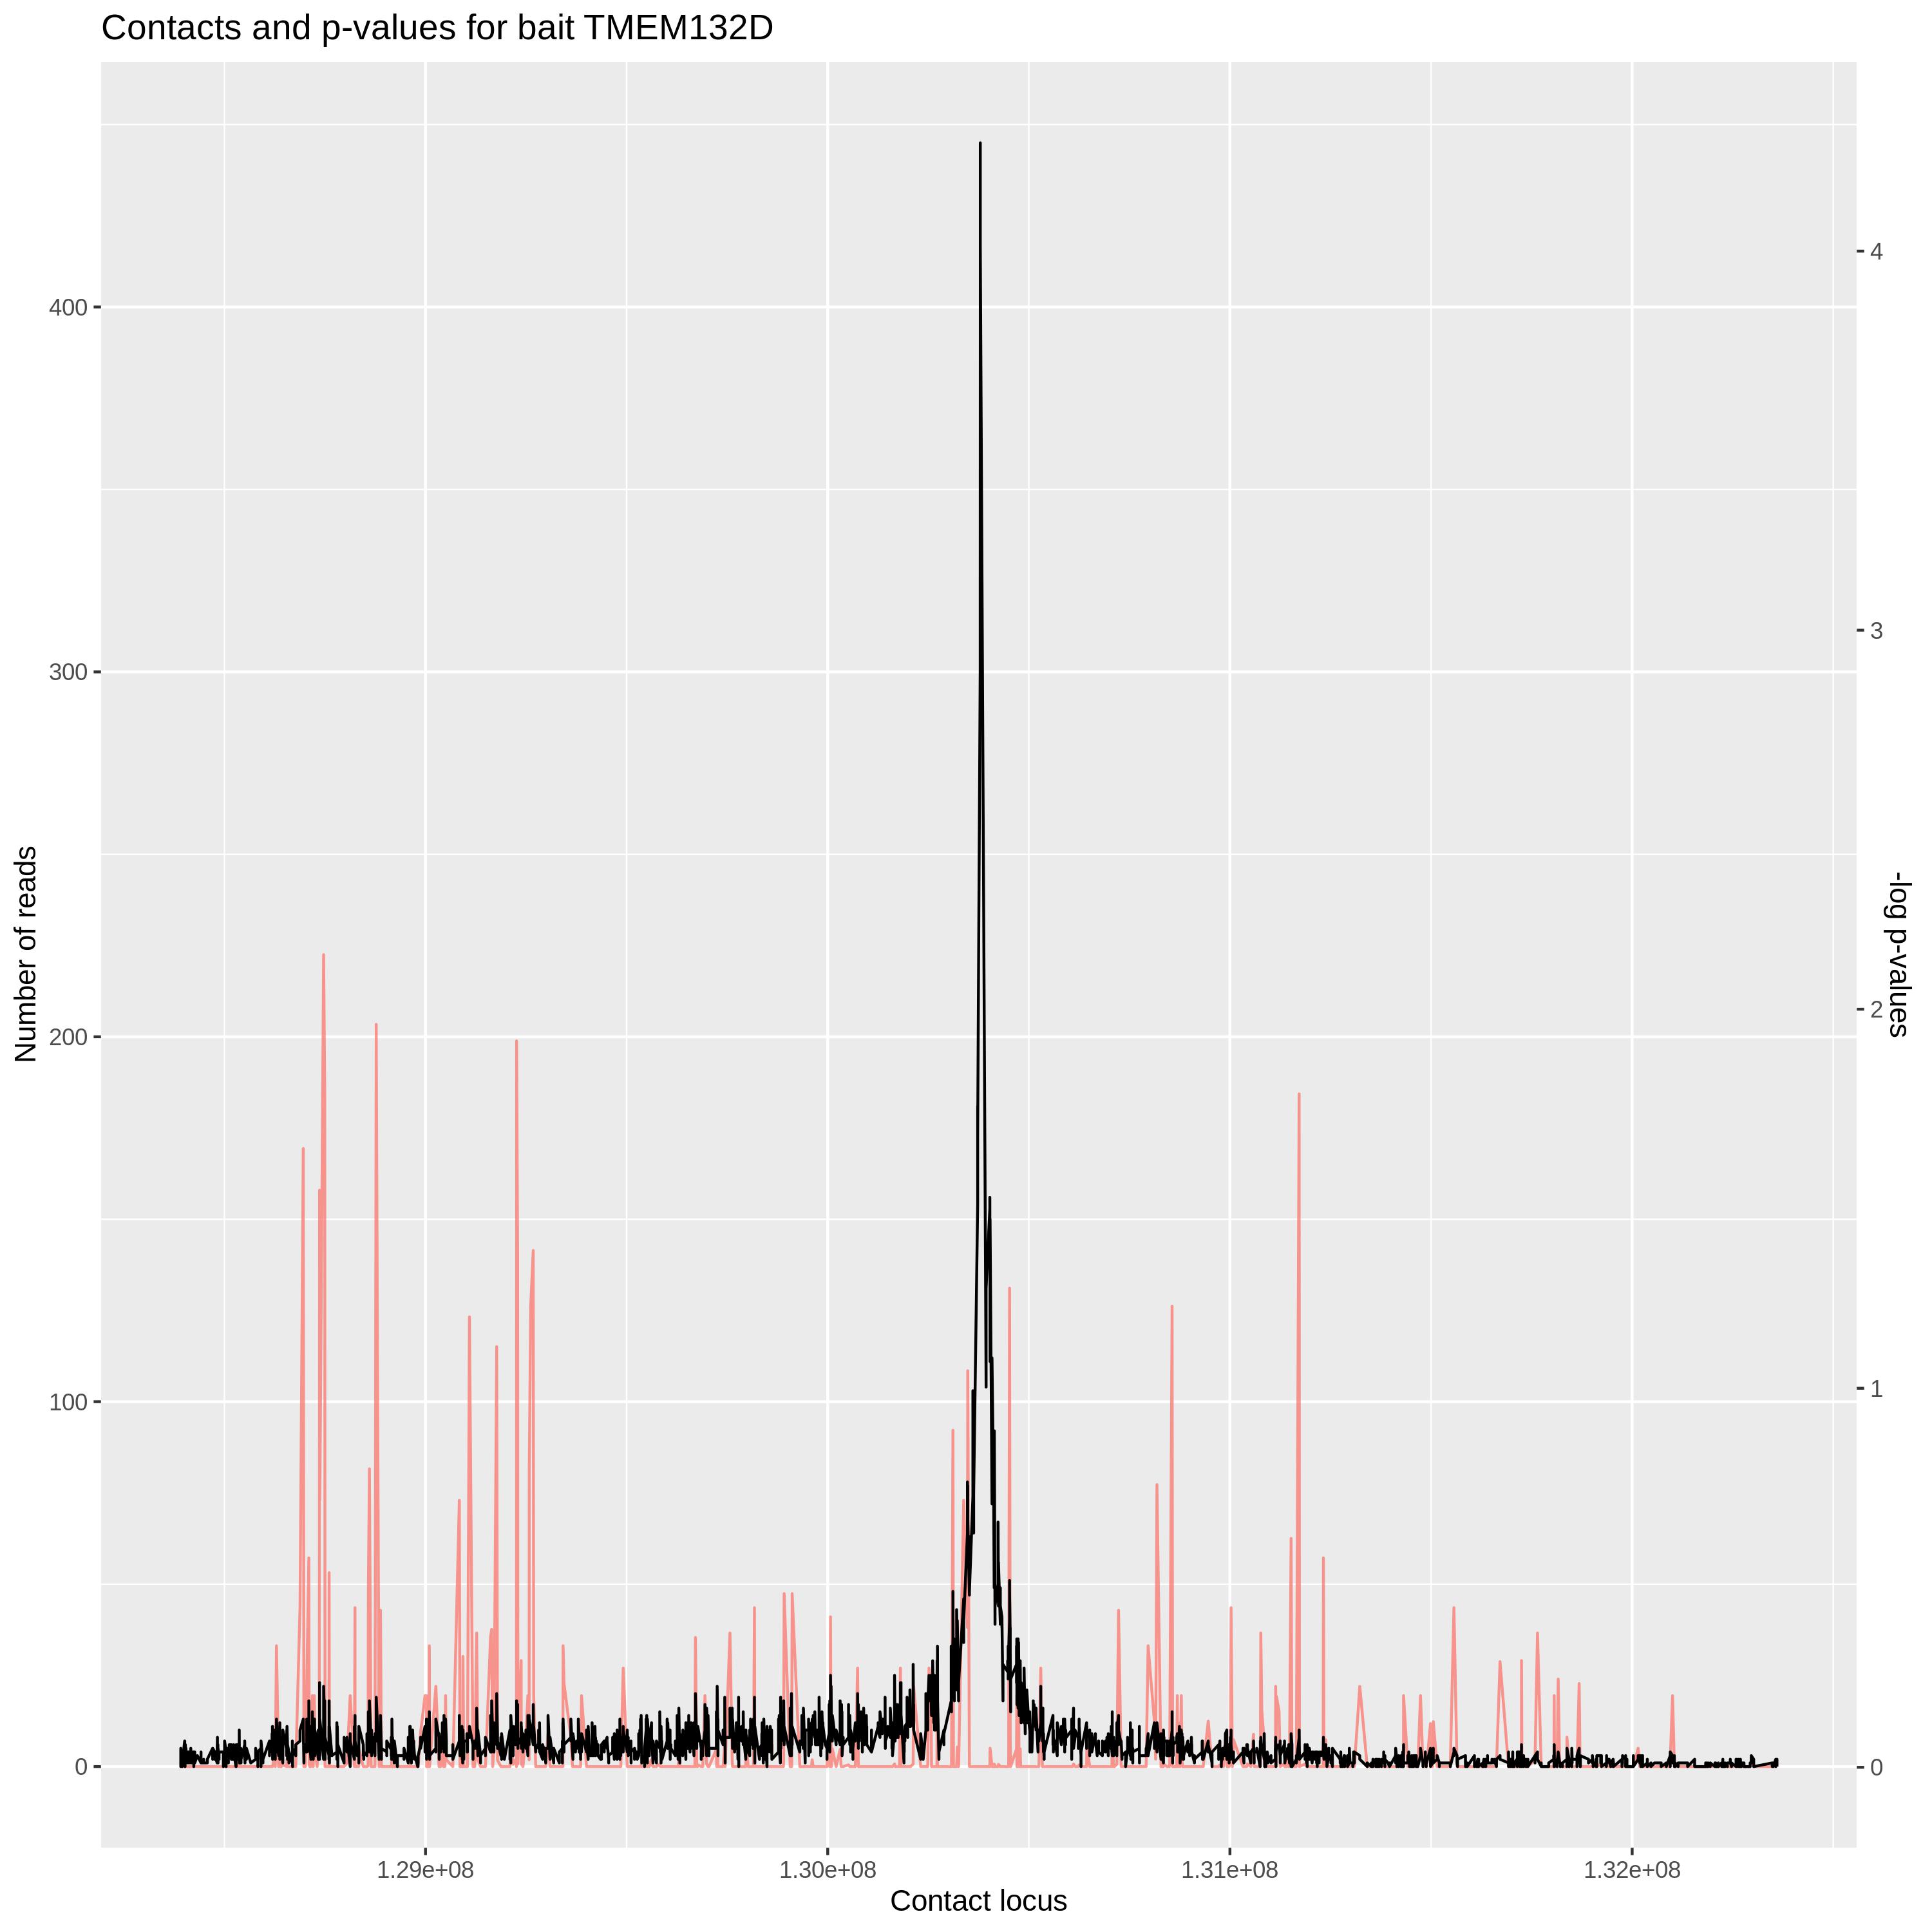 Contacts and p-values for bait TMEM132D
Number of reads
400
300
200
100
0
4
3
2
1
0
-log p-values
1.29e+08
1.30e+08
1.31e+08
1.32e+08
Contact locus